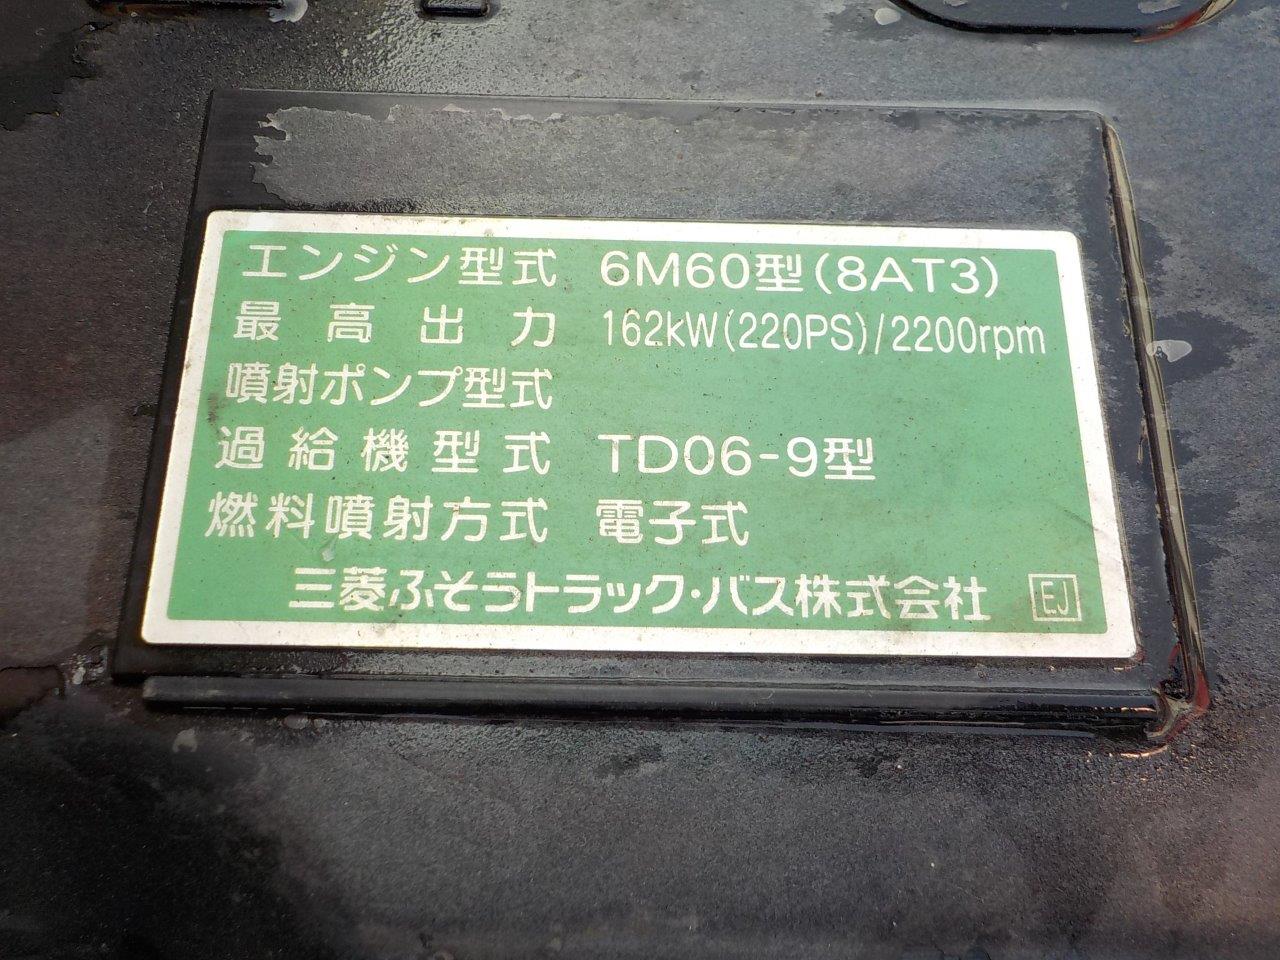 エンジン型式 6M60型(8AT3)
最高出力 162kW(220PS)/2200rpm
噴射ポンプ型式
過給機型式 TD06-9型
燃料噴射方式 電子式
三菱ふそうトラック・バス株式会社 EJ